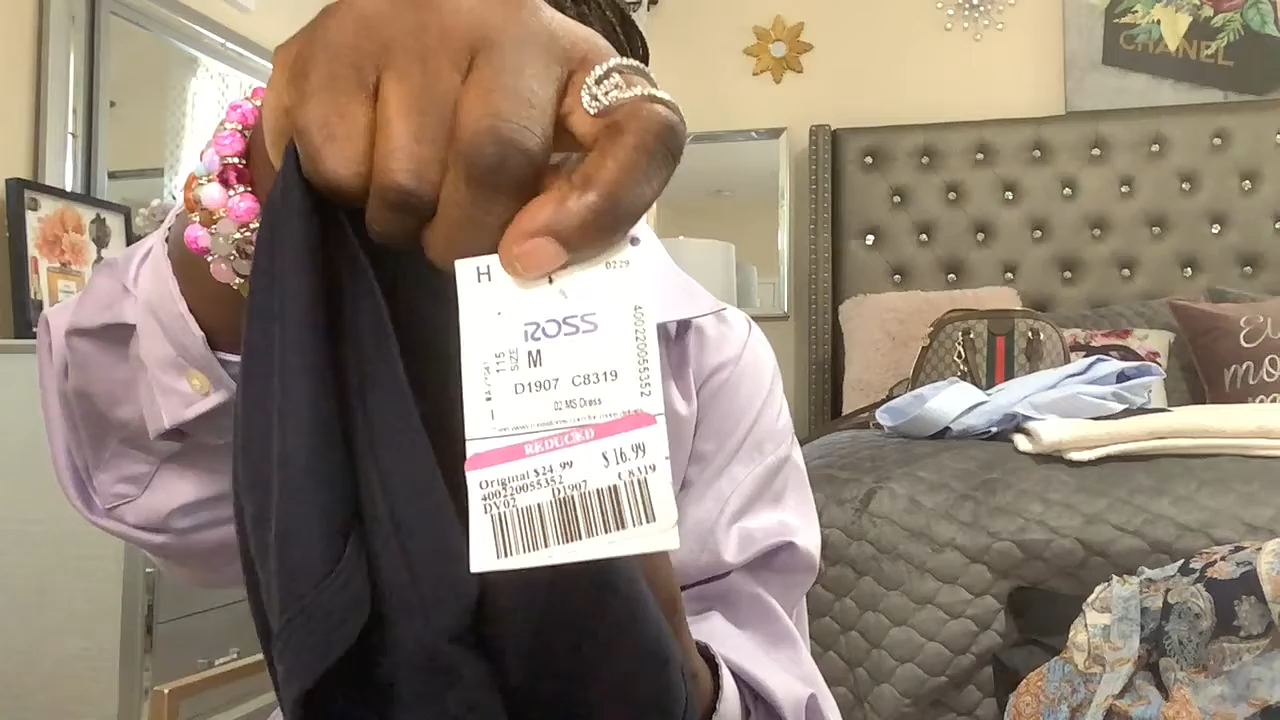 CHANEL
H 0229
ROSS
400220055352
115
SIZE M
D1907 C8319
02 MS Dress
REDUCED
Original $24.99 $16.99
400220055352 D1907 C8319
DV02